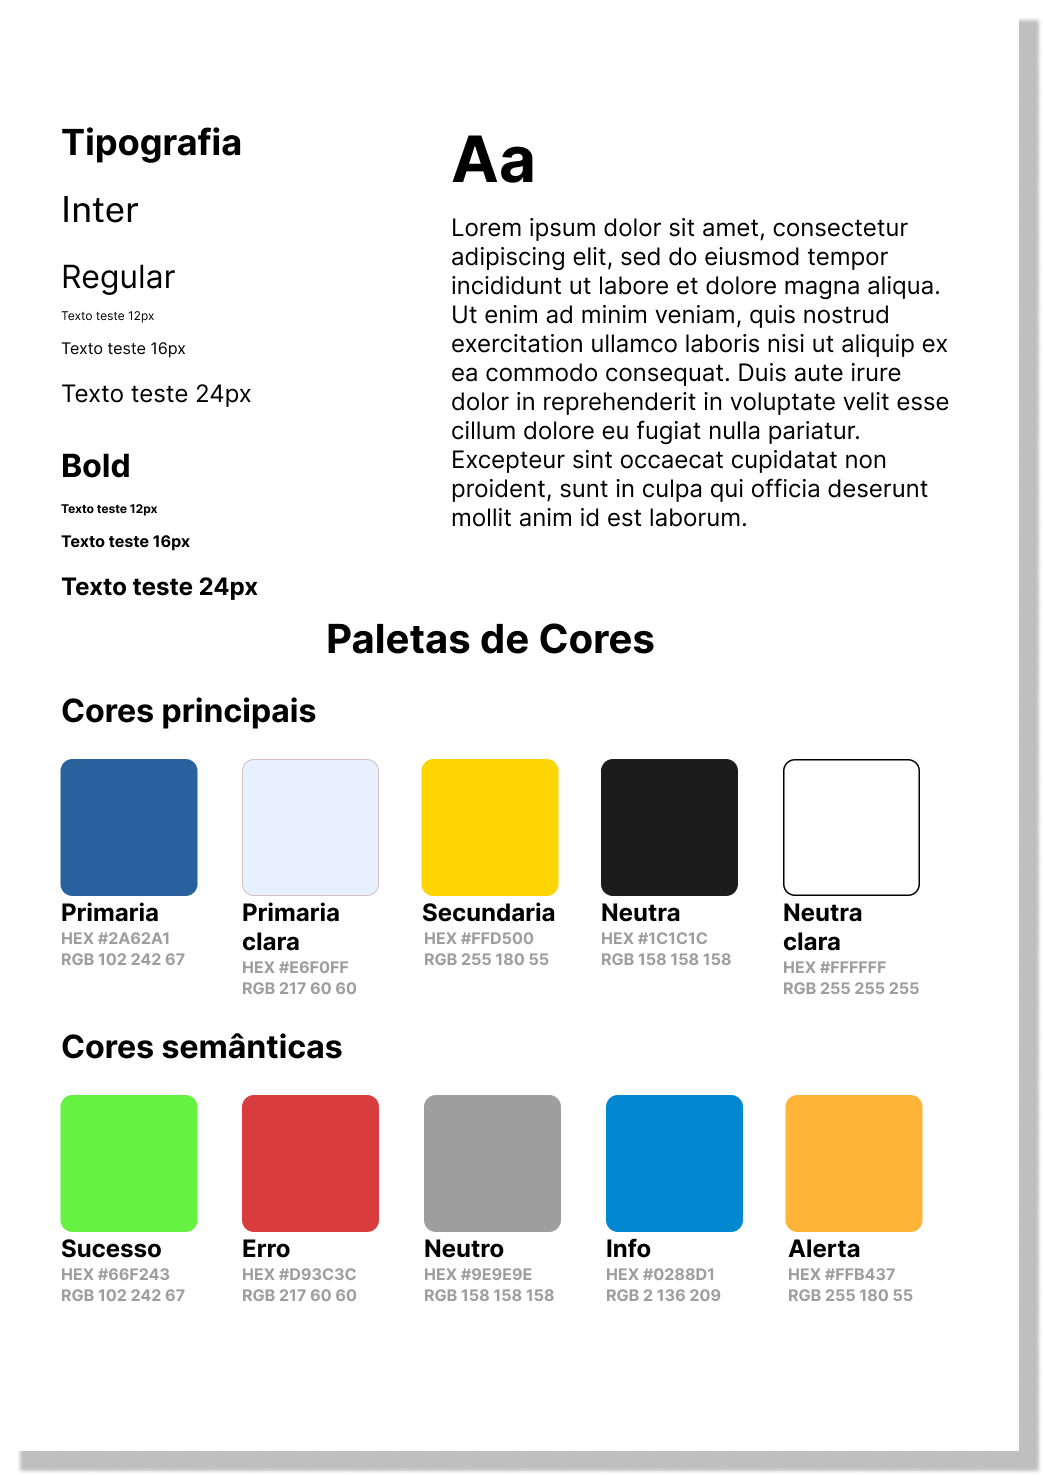 Tipografia
Inter
Regular
Texto teste 12px
Texto teste 16px
Texto teste 24px
Bold
Texto teste 12px
Texto teste 16px
Texto teste 24px
Aa
Lorem ipsum dolor sit amet, consectetur
adipiscing elit, sed do eiusmod tempor
incididunt ut labore et dolore magna aliqua.
Ut enim ad minim veniam, quis nostrud
exercitation ullamco laboris nisi ut aliquip ex
ea commodo consequat. Duis aute irure
dolor in reprehenderit in voluptate velit esse
cillum dolore eu fugiat nulla pariatur.
Excepteur sint occaecat cupidatat non
proident, sunt in culpa qui officia deserunt
mollit anim id est laborum.
Paletas de Cores
Cores principais
Primaria
HEX #2A62A1
RGB 102 242 67
Primaria
clara
HEX #E6F0FF
RGB 217 60 60
Secundaria
HEX #FFD500
RGB 255 180 55
Neutra
HEX #1C1C1C
RGB 158 158 158
Neutra
clara
HEX #FFFFFF
RGB 255 255 255
Cores semânticas
Sucesso
HEX #66F243
RGB 102 242 67
Erro
HEX #D93C3C
RGB 217 60 60
Neutro
HEX #9E9E9E
RGB 158 158 158
Info
HEX #0288D1
RGB 2 136 209
Alerta
HEX #FFB437
RGB 255 180 55